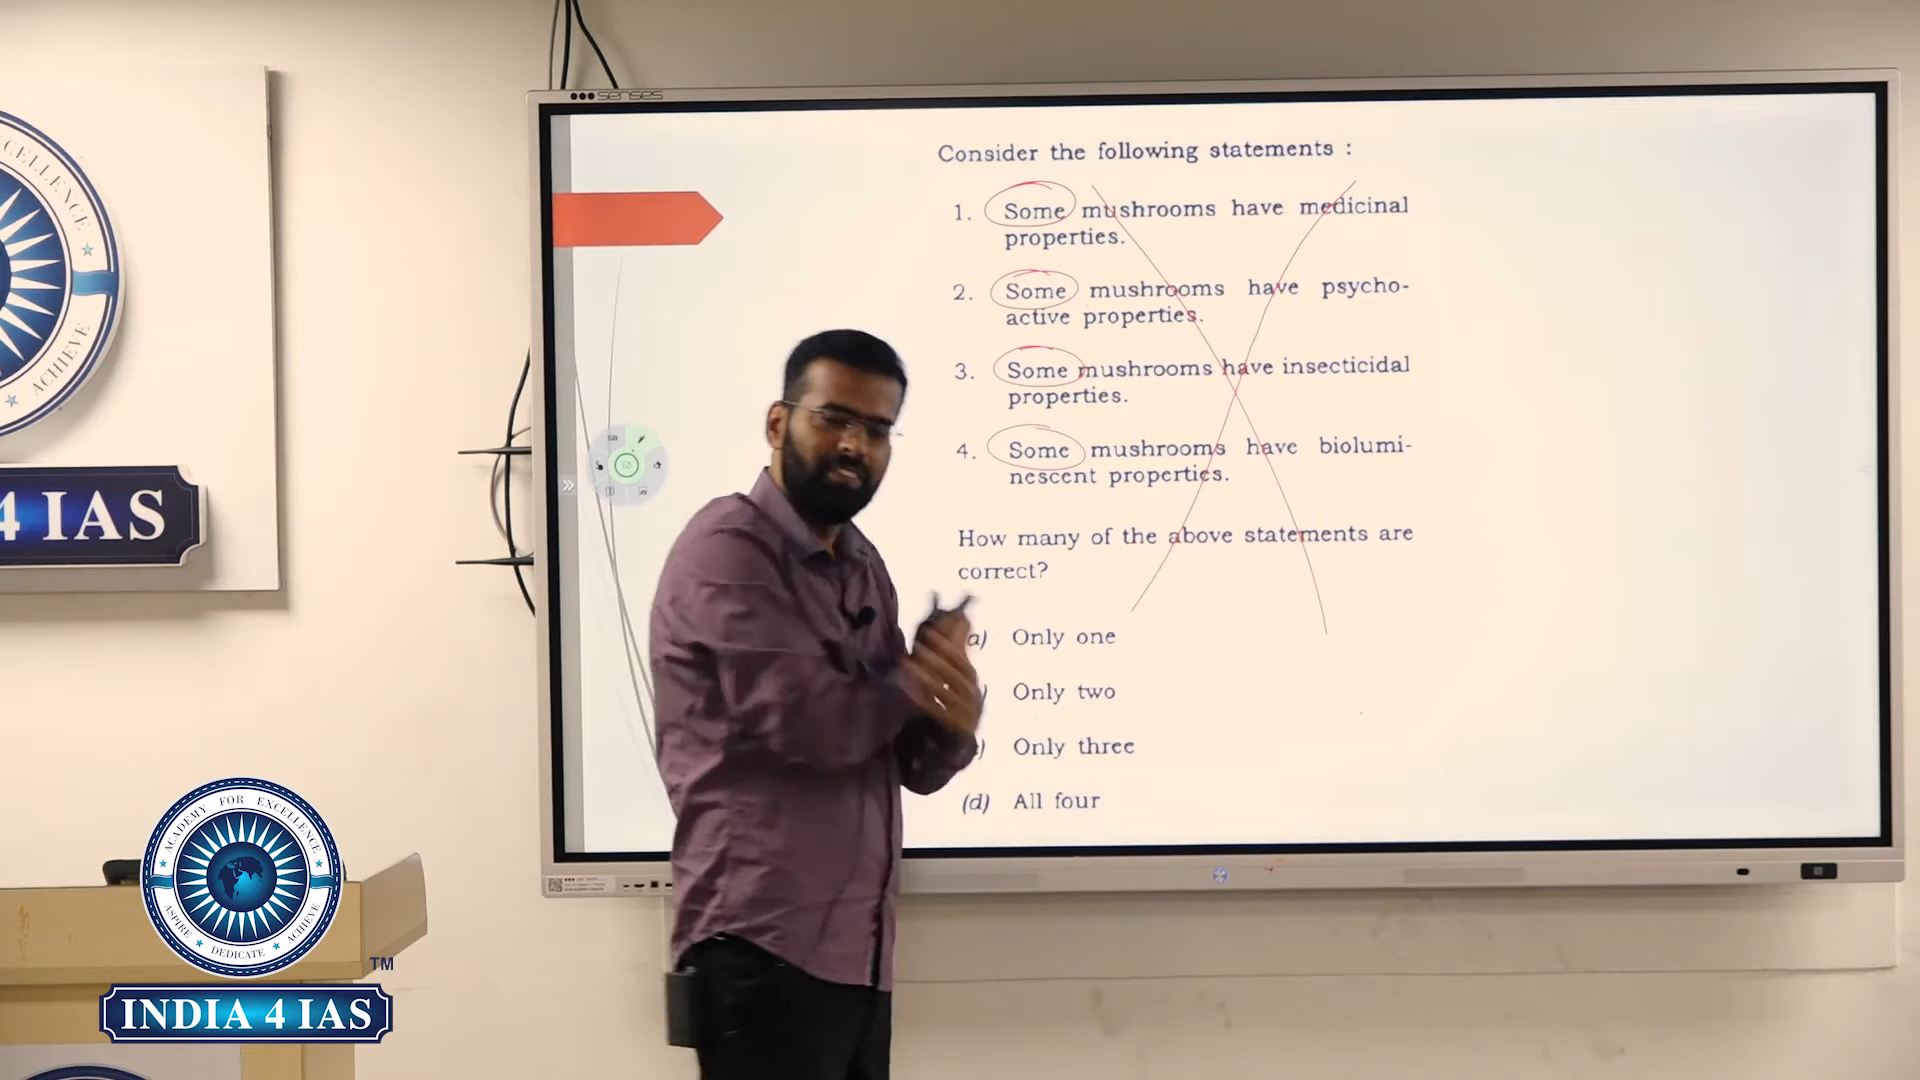 senses
Consider the following statements :
1. Some mushrooms have medicinal
properties.
2. Some mushrooms have psycho-
active properties.
3. Some mushrooms have insecticidal
properties.
4. Some mushrooms have biolumi-
nescent properties.
How many of the above statements are
correct?
a) Only one
) Only two
) Only three
(d) All four
EXCELLENCE
ACHIEVE
4 IAS
ACADEMY FOR EXCELLENCE
ASPIRE DEDICATE ACHIEVE
TM
INDIA 4 IAS